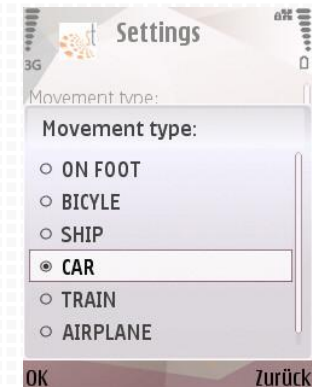 Settings
3G
Movement type:
Movement type:
ON FOOT
BICYLE
SHIP
CAR
TRAIN
AIRPLANE
OK Zurück